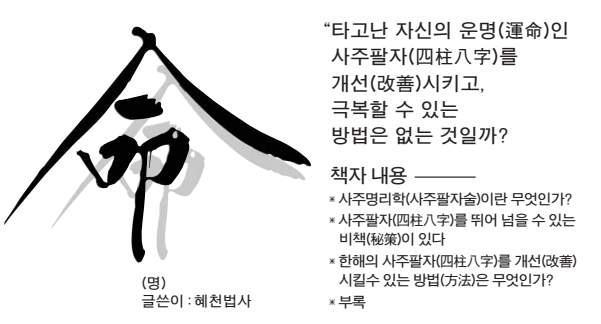 命
(명)
글쓴이 : 혜천법사
“타고난 자신의 운명(運命)인
사주팔자(四柱八字)를
개선(改善)시키고,
극복할 수 있는
방법은 없는 것일까?
책자 내용
* 사주명리학(사주팔자술)이란 무엇인가?
* 사주팔자(四柱八字)를 뛰어 넘을 수 있는
비책(秘策)이 있다
* 한해의 사주팔자(四柱八字)를 개선(改善)
시킬수 있는 방법(方法)은 무엇인가?
* 부록